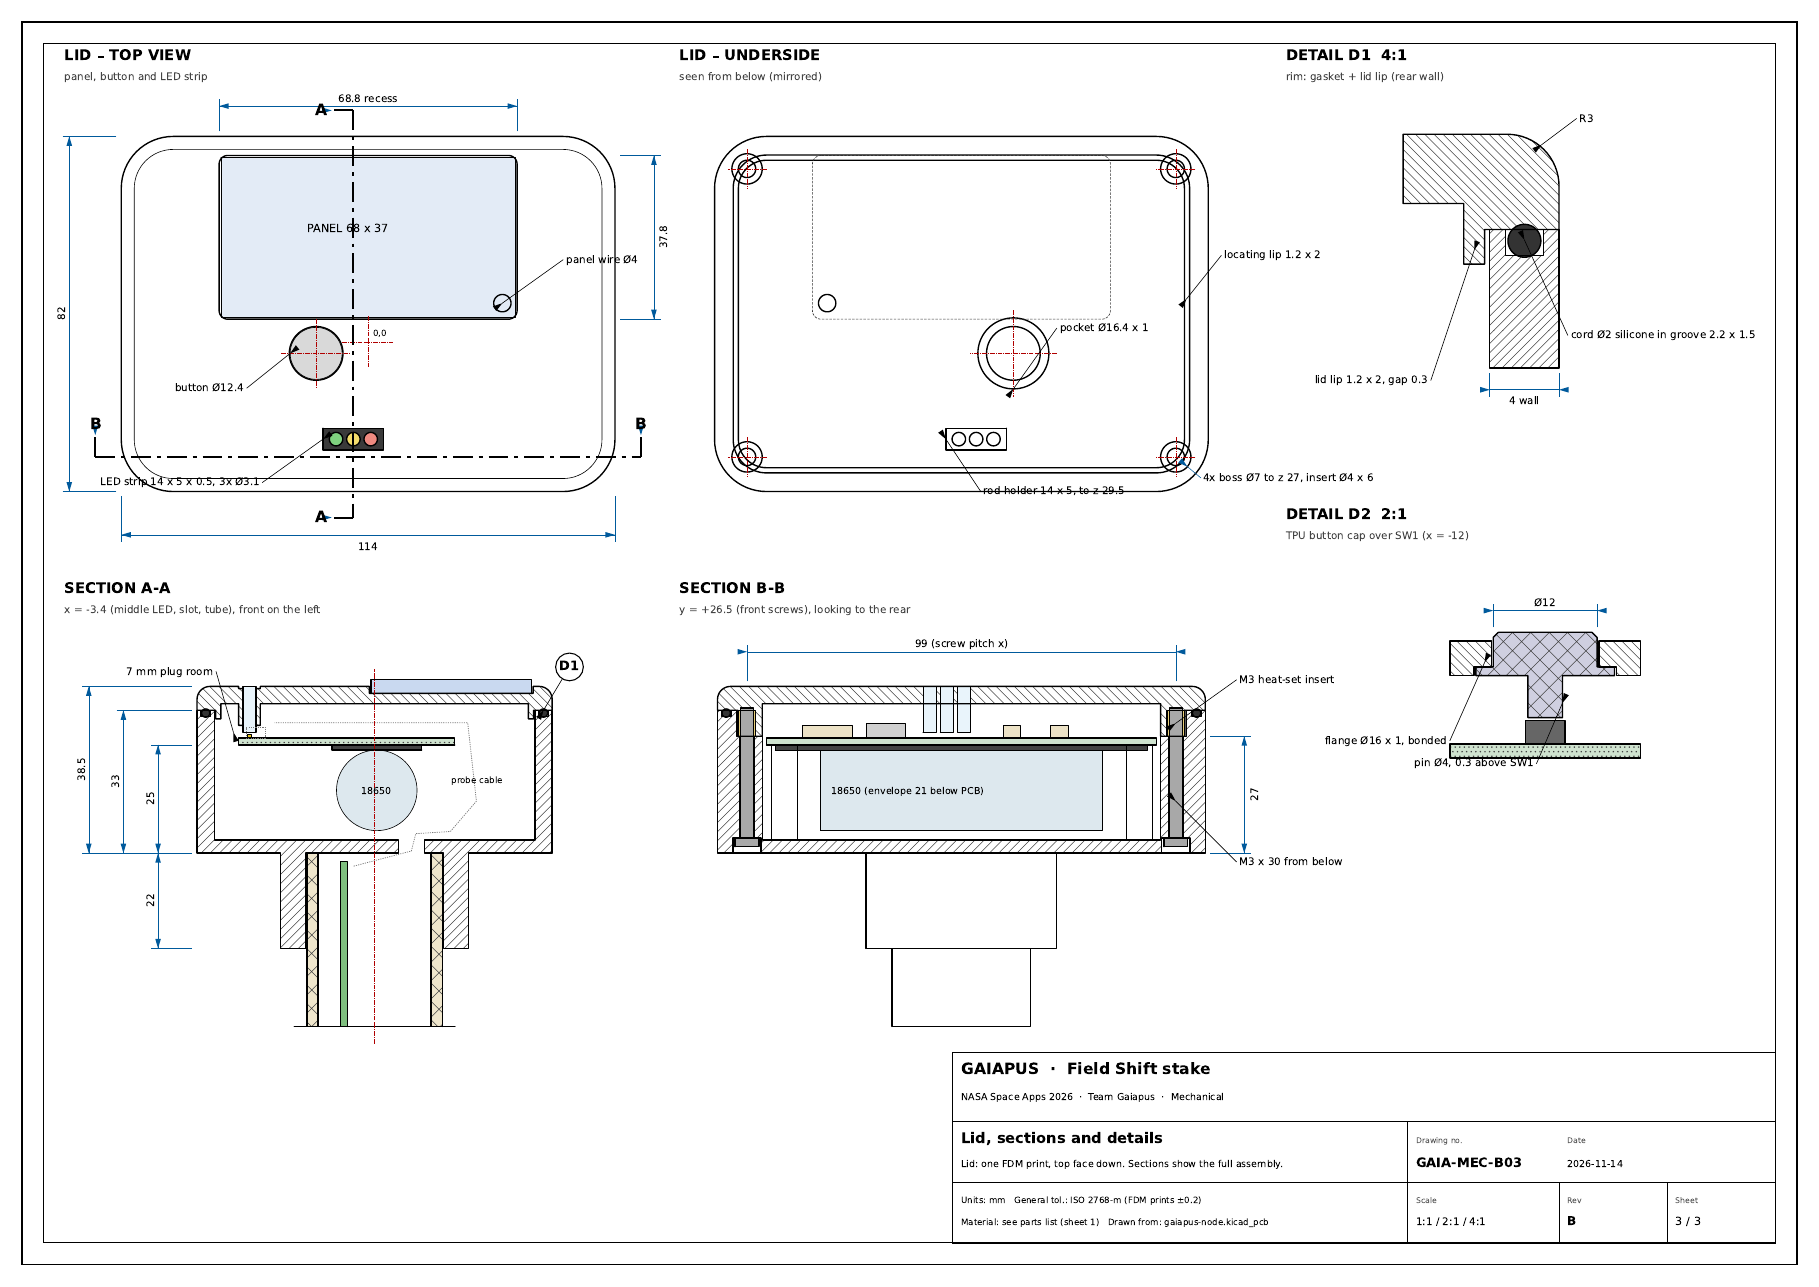 LID – TOP VIEW
panel, button and LED strip
68.8 recess
A
PANEL 68 x 37
37.8
panel wire Ø4
82
0,0
button Ø12.4
B
B
LED strip 14 x 5 x 0.5, 3x Ø3.1
A
114
LID – UNDERSIDE
seen from below (mirrored)
locating lip 1.2 x 2
pocket Ø16.4 x 1
4x boss Ø7 to z 27, insert Ø4 x 6
rod holder 14 x 5, to z 29.5
DETAIL D1  4:1
rim: gasket + lid lip (rear wall)
R3
cord Ø2 silicone in groove 2.2 x 1.5
lid lip 1.2 x 2, gap 0.3
4 wall
DETAIL D2  2:1
TPU button cap over SW1 (x = -12)
Ø12
flange Ø16 x 1, bonded
pin Ø4, 0.3 above SW1
SECTION A-A
x = -3.4 (middle LED, slot, tube), front on the left
7 mm plug room
D1
38.5
33
25
22
18650
probe cable
SECTION B-B
y = +26.5 (front screws), looking to the rear
99 (screw pitch x)
M3 heat-set insert
18650 (envelope 21 below PCB)
27
M3 x 30 from below
GAIAPUS · Field Shift stake
NASA Space Apps 2026 · Team Gaiapus · Mechanical
Lid, sections and details
Lid: one FDM print, top face down. Sections show the full assembly.
Drawing no.
GAIA-MEC-B03
Date
2026-11-14
Units: mm   General tol.: ISO 2768-m (FDM prints ±0.2)
Material: see parts list (sheet 1)   Drawn from: gaiapus-node.kicad_pcb
Scale
1:1 / 2:1 / 4:1
Rev
B
Sheet
3 / 3